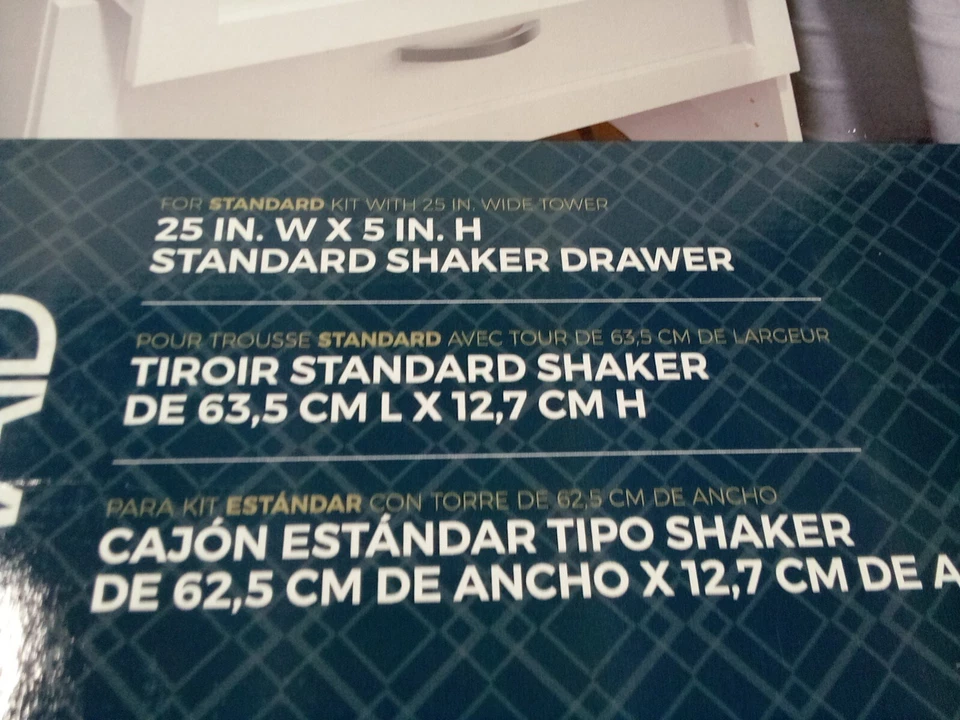 FOR STANDARD KIT WITH 25 IN. WIDE TOWER
25 IN. W X 5 IN. H
STANDARD SHAKER DRAWER
POUR TROUSSE STANDARD AVEC TOUR DE 63,5 CM DE LARGEUR
TIROIR STANDARD SHAKER
DE 63,5 CM L X 12,7 CM H
PARA KIT ESTÁNDAR CON TORRE DE 62,5 CM DE ANCHO
CAJÓN ESTÁNDAR TIPO SHAKER
DE 62,5 CM DE ANCHO X 12,7 CM DE A